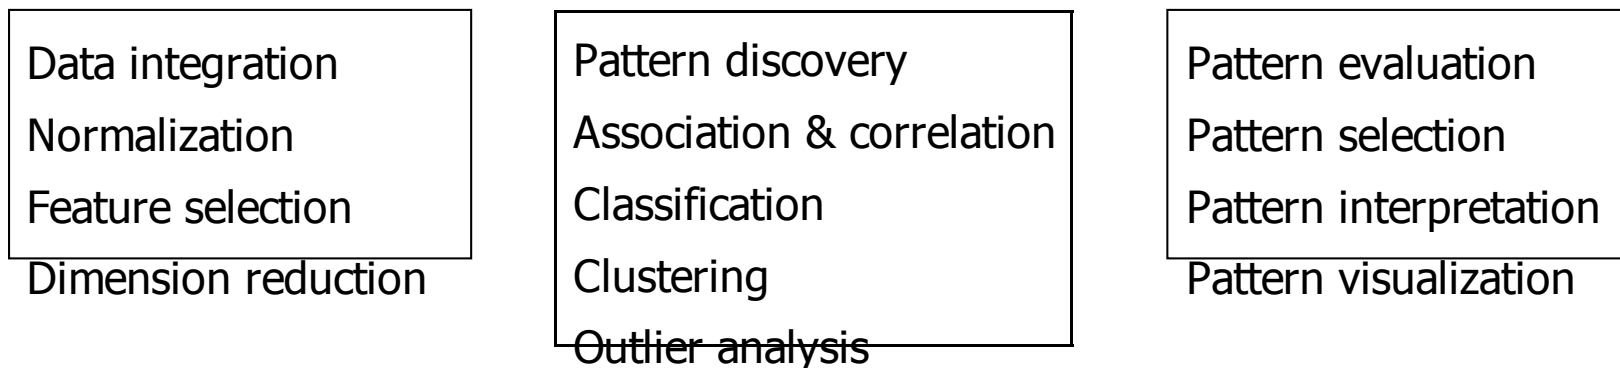 Data integration
Normalization
Feature selection
Dimension reduction
Pattern discovery
Association & correlation
Classification
Clustering
Outlier analysis
Pattern evaluation
Pattern selection
Pattern interpretation
Pattern visualization